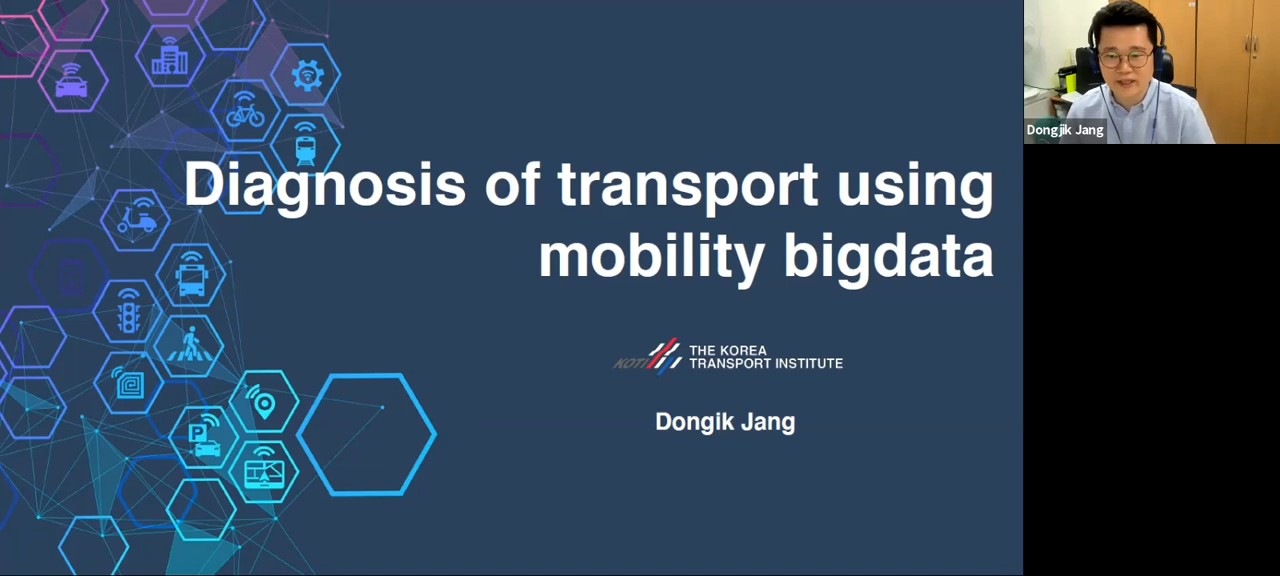 Diagnosis of transport using
mobility bigdata
KOTI
THE KOREA
TRANSPORT INSTITUTE
Dongik Jang
P
Dongjik Jang